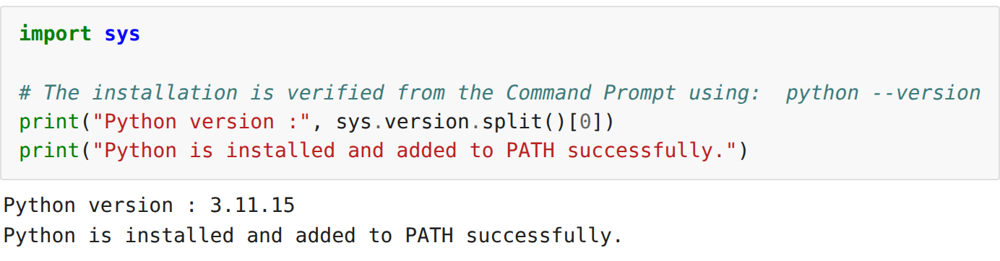 import sys
# The installation is verified from the Command Prompt using:  python --version
print("Python version :", sys.version.split()[0])
print("Python is installed and added to PATH successfully.")
Python version : 3.11.15
Python is installed and added to PATH successfully.